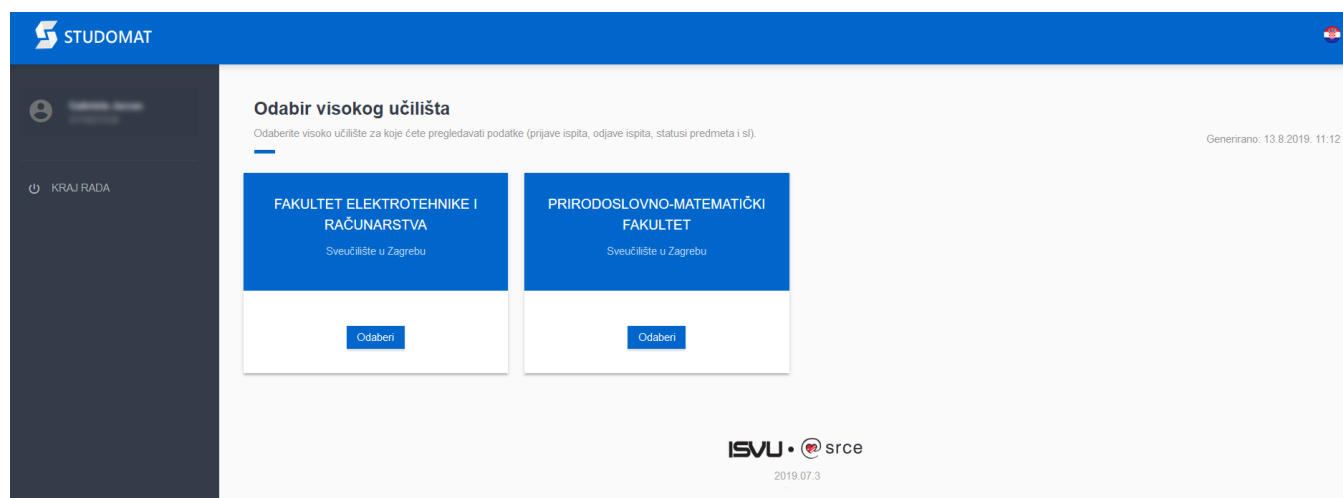 STUDOMAT
KRAJ RADA
Odabir visokog učilišta
Odaberite visoko učilište za koje ćete pregledavati podatke (prijave ispita, odjave ispita, statusi predmeta i sl).
Generirano: 13.8.2019. 11:12
FAKULTET ELEKTROTEHNIKE I
RAČUNARSTVA
Sveučilište u Zagrebu
Odaberi
PRIRODOSLOVNO-MATEMATIČKI
FAKULTET
Sveučilište u Zagrebu
Odaberi
ISVU • srce
2019.07.3